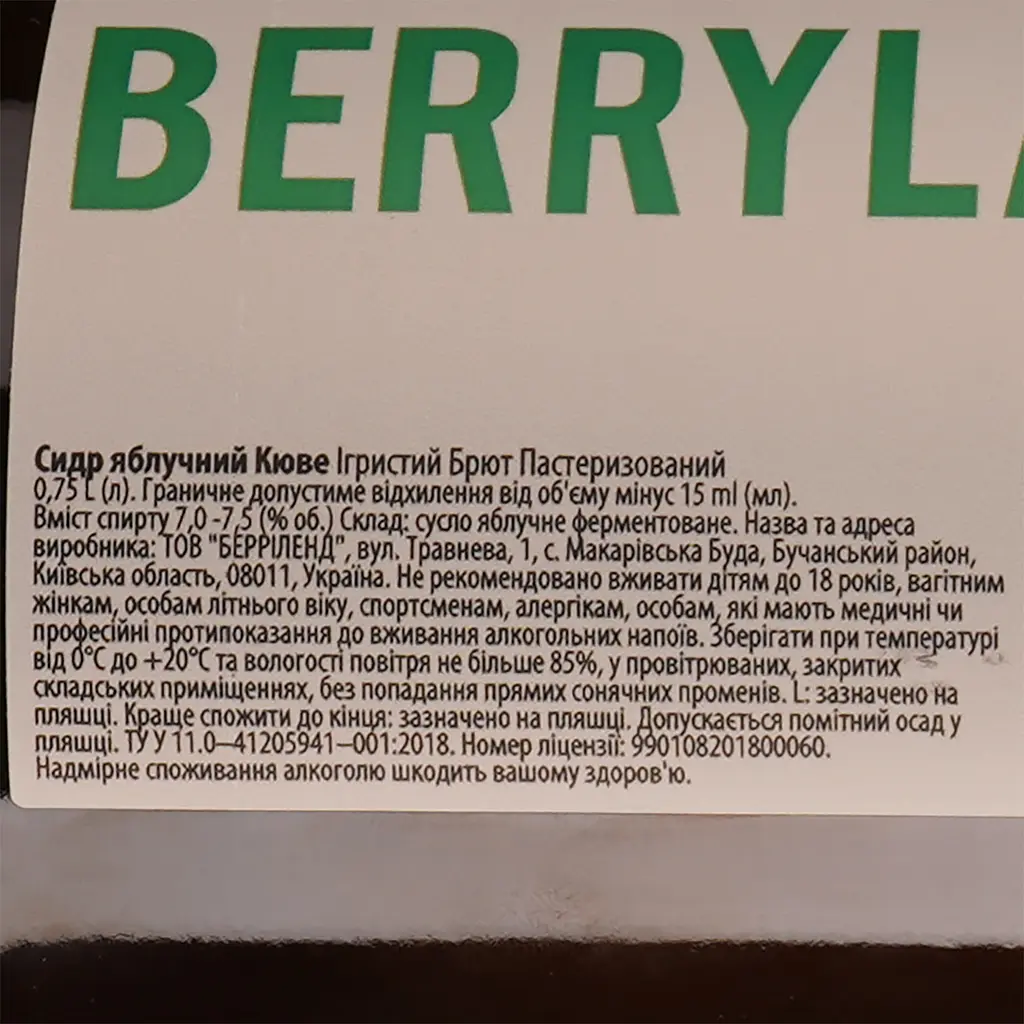 BERRYLA
Сидр яблучний Кюве Ігристий Брют Пастеризований
0,75 L (л). Граничне допустиме відхилення від об'єму мінус 15 ml (мл).
Вміст спирту 7,0 -7,5 (% об.) Склад: сусло яблучне ферментоване. Назва та адреса
виробника: ТОВ "БЕРРІЛЕНД", вул. Травнева, 1, с. Макарівська Буда, Бучанський район,
Київська область, 08011, Україна. Не рекомендовано вживати дітям до 18 років, вагітним
жінкам, особам літнього віку, спортсменам, алергікам, особам, які мають медичні чи
професійні протипоказання до вживання алкогольних напоїв. Зберігати при температурі
від 0°С до +20°С та вологості повітря не більше 85%, у провітрюваних, закритих
складських приміщеннях, без попадання прямих сонячних променів. L: зазначено на
пляшці. Краще спожити до кінця: зазначено на пляшці. Допускається помітний осад у
пляшці. ТУ У 11.0–41205941–001:2018. Номер ліцензії: 990108201800060.
Надмірне споживання алкоголю шкодить вашому здоров'ю.